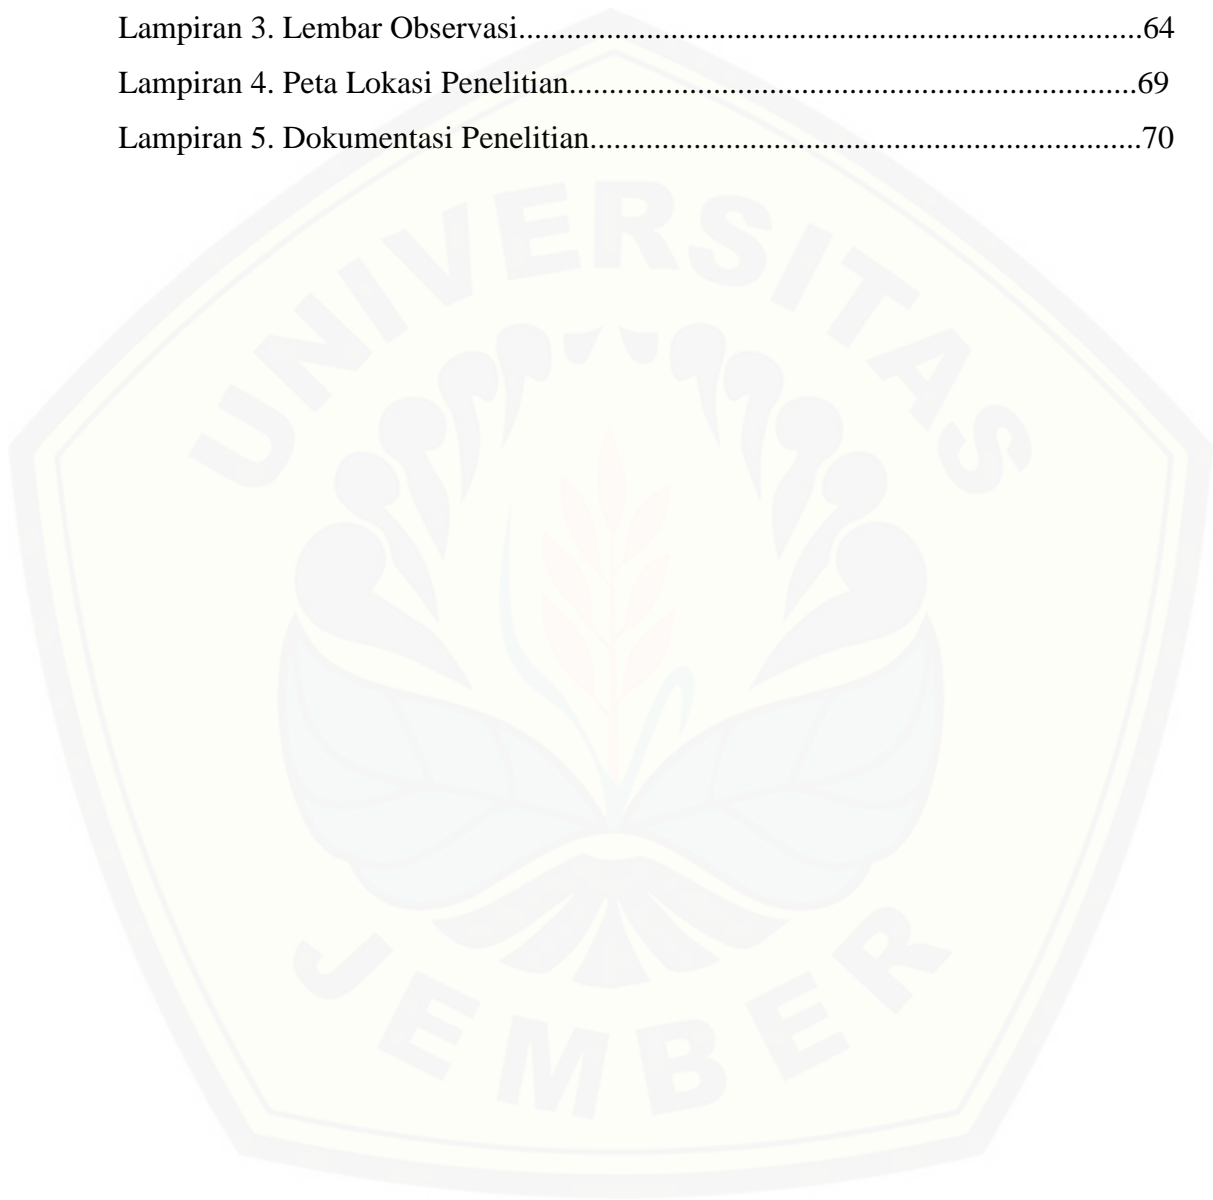 Lampiran 3. Lembar Observasi..............................................................................64
Lampiran 4. Peta Lokasi Penelitian.......................................................................69
Lampiran 5. Dokumentasi Penelitian.....................................................................70
UNIVERSITAS
JEMBER